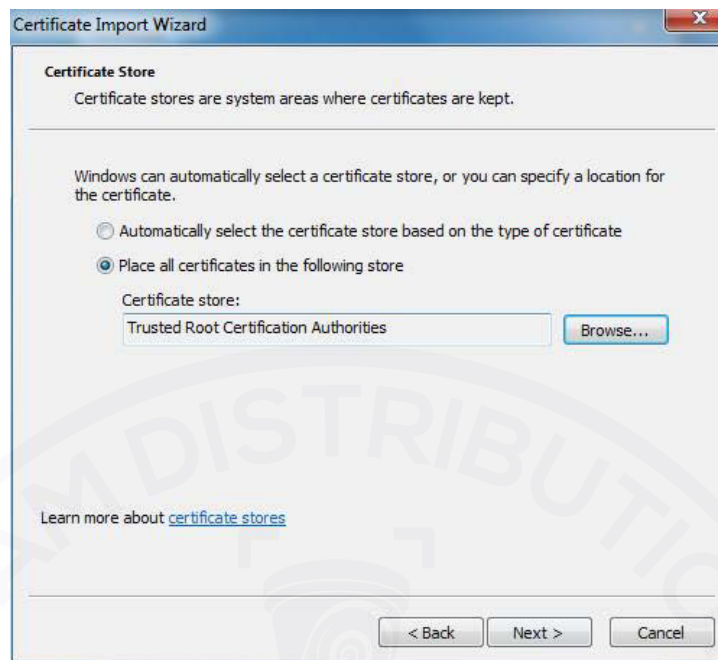 Certificate Import Wizard
Certificate Store
Certificate stores are system areas where certificates are kept.
Windows can automatically select a certificate store, or you can specify a location for
the certificate.
Automatically select the certificate store based on the type of certificate
Place all certificates in the following store
Certificate store:
Trusted Root Certification Authorities
Browse...
Learn more about certificate stores
< Back
Next >
Cancel